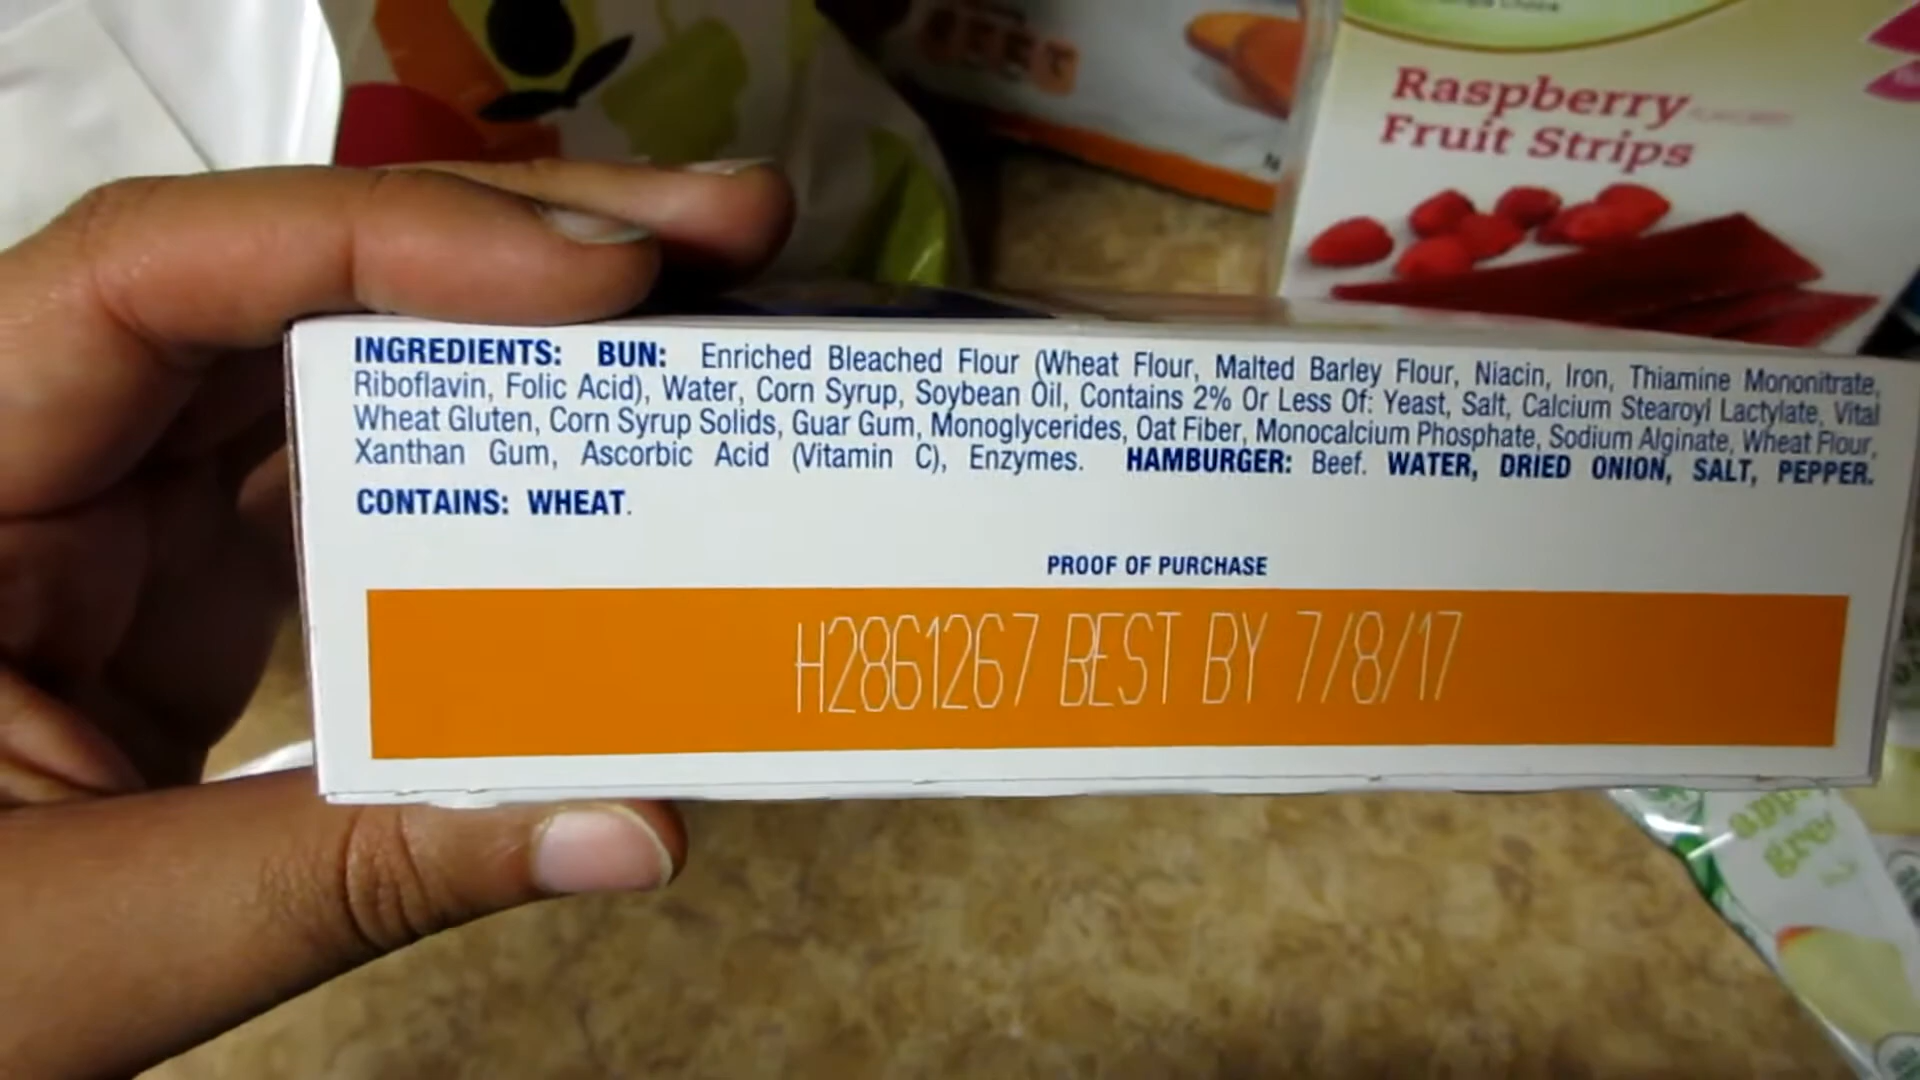 Raspberry
Fruit Strips
INGREDIENTS: BUN: Enriched Bleached Flour (Wheat Flour, Malted Barley Flour, Niacin, Iron, Thiamine Mononitrate,
Riboflavin, Folic Acid), Water, Corn Syrup, Soybean Oil, Contains 2% Or Less Of: Yeast, Salt, Calcium Stearoyl Lactylate, Vital
Wheat Gluten, Corn Syrup Solids, Guar Gum, Monoglycerides, Oat Fiber, Monocalcium Phosphate, Sodium Alginate, Wheat Flour,
Xanthan Gum, Ascorbic Acid (Vitamin C), Enzymes. HAMBURGER: Beef. WATER, DRIED ONION, SALT, PEPPER.
CONTAINS: WHEAT.
PROOF OF PURCHASE
H2861267 BEST BY 7/8/17